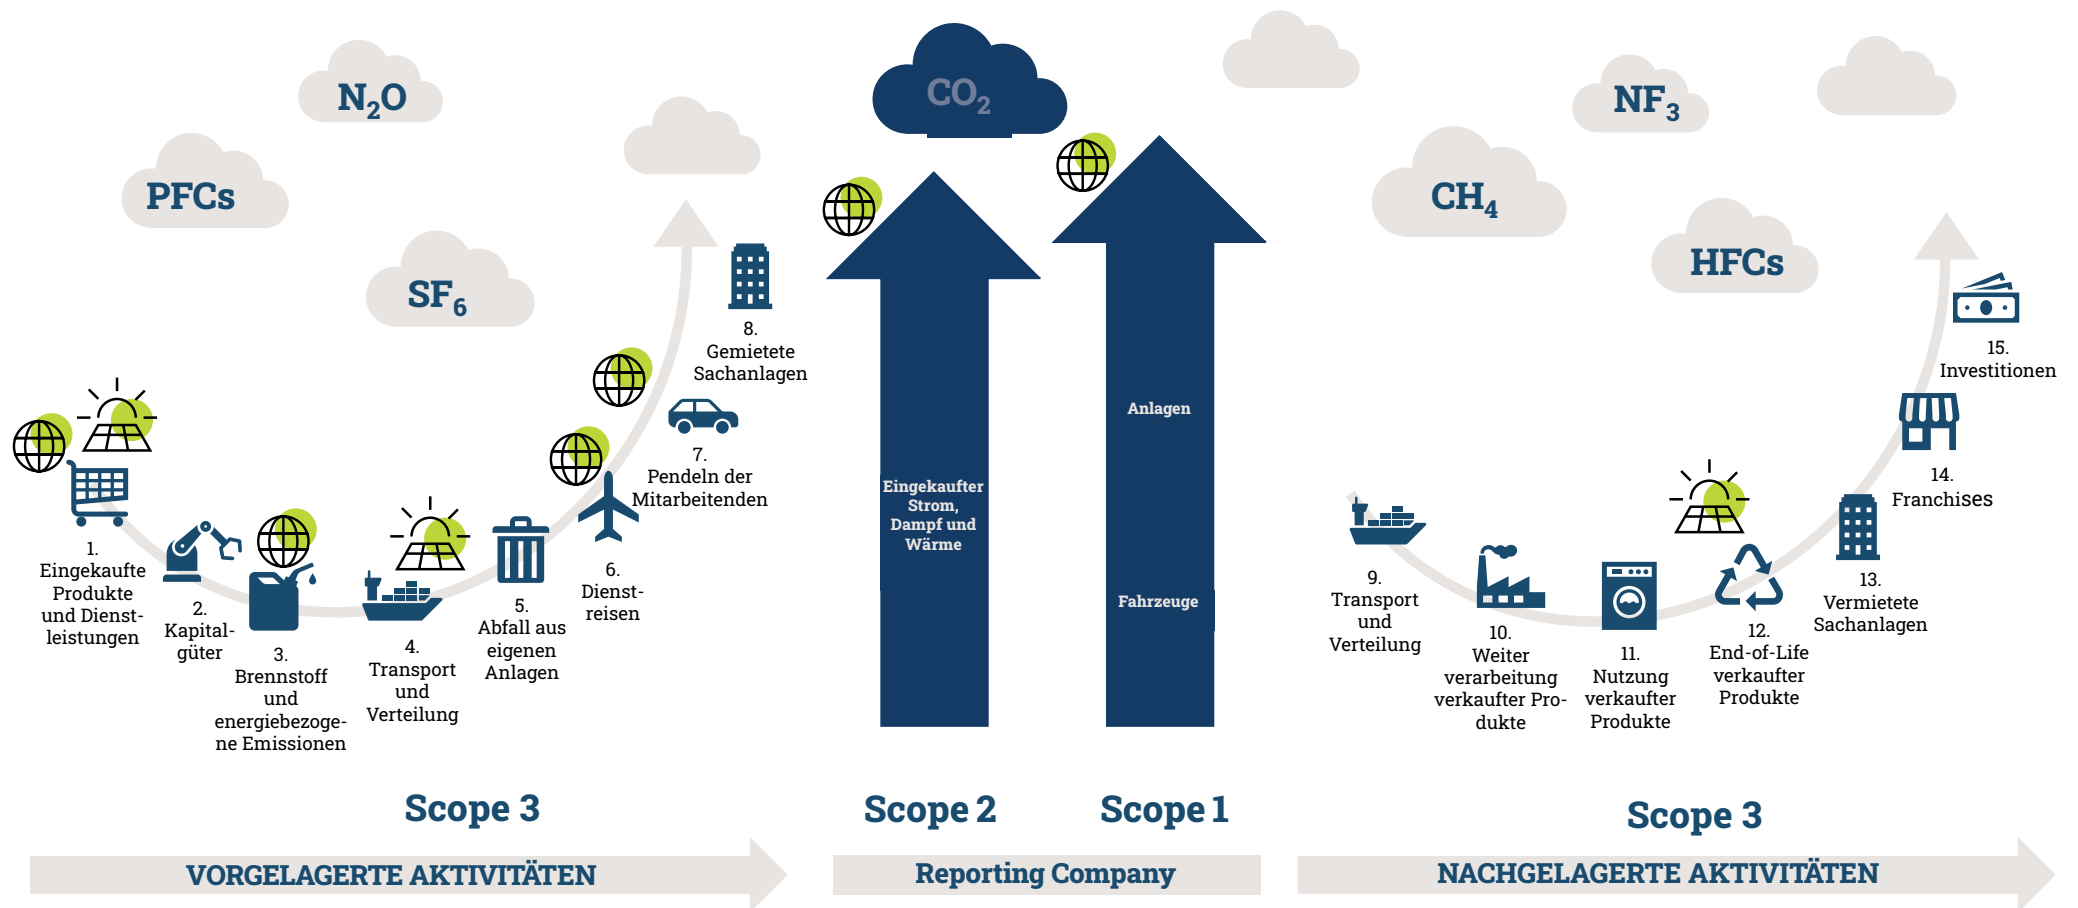 N₂O
PFCs
SF₆
CO₂
NF₃
CH₄
HFCs
1.
Eingekaufte
Produkte
und Dienst-
leistungen
2.
Kapital-
güter
3.
Brennstoff
und
energiebezoge-
ne Emissionen
4.
Transport
und
Verteilung
5.
Abfall aus
eigenen
Anlagen
6.
Dienst-
reisen
7.
Pendeln der
Mitarbeitenden
8.
Gemietete
Sachanlagen
Eingekaufter
Strom,
Dampf und
Wärme
Anlagen
Fahrzeuge
9.
Transport
und
Verteilung
10.
Weiter
verarbeitung
verkaufter Pro-
dukte
11.
Nutzung
verkaufter
Produkte
12.
End-of-Life
verkaufter
Produkte
13.
Vermietete
Sachanlagen
14.
Franchises
15.
Investitionen
Scope 3
Scope 2
Scope 1
Scope 3
VORGELAGERTE AKTIVITÄTEN
Reporting Company
NACHGELAGERTE AKTIVITÄTEN